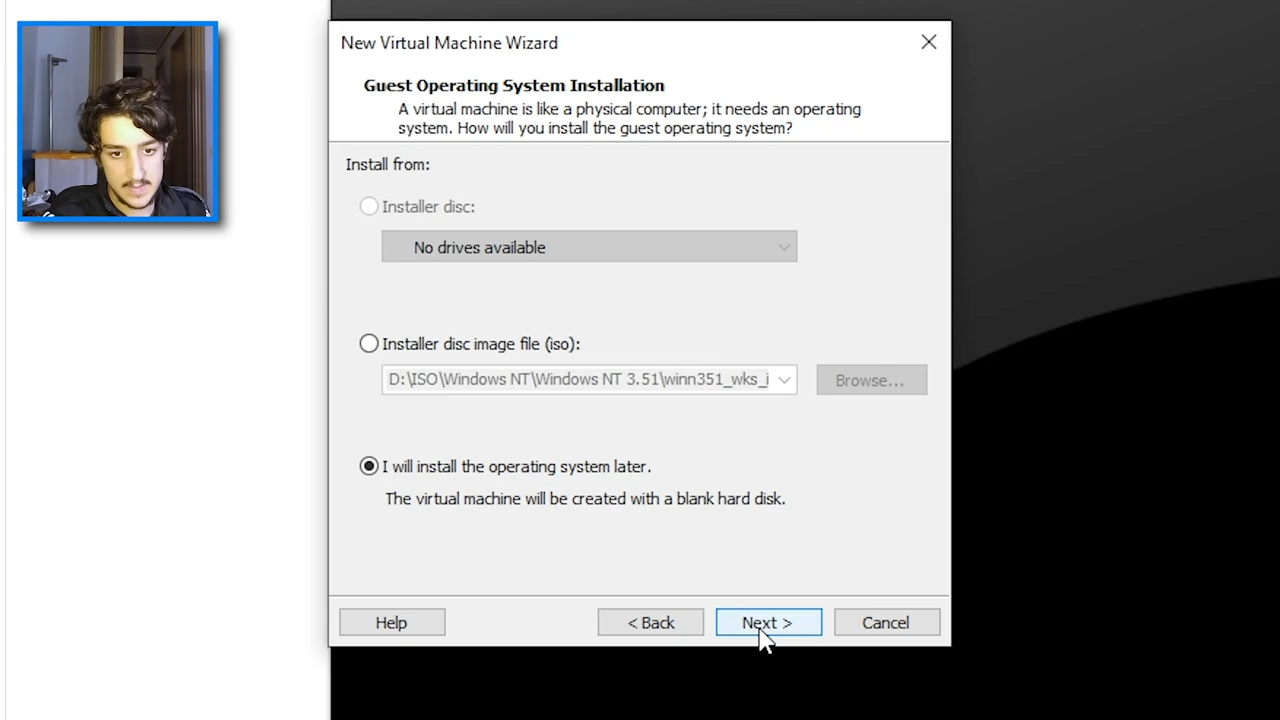 New Virtual Machine Wizard
Guest Operating System Installation
A virtual machine is like a physical computer; it needs an operating
system. How will you install the guest operating system?
Install from:
Installer disc:
No drives available
Installer disc image file (iso):
D:\ISO\Windows NT\Windows NT 3.51\winn351_wks_i
Browse...
I will install the operating system later.
The virtual machine will be created with a blank hard disk.
Help
< Back
Next >
Cancel